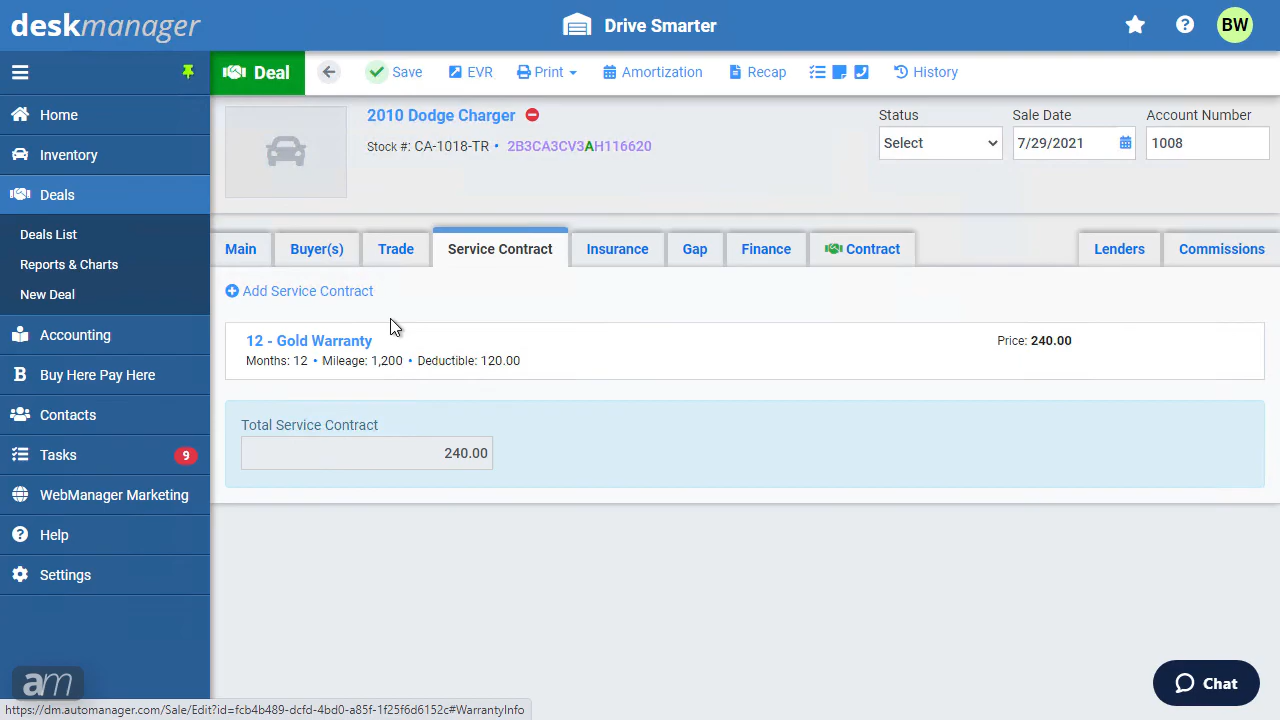 deskmanager
Drive Smarter
BW
Deal
Save
EVR
Print
Amortization
Recap
History
Home
Inventory
Deals
Deals List
Reports & Charts
New Deal
Accounting
Buy Here Pay Here
Contacts
Tasks
9
WebManager Marketing
Help
Settings
am
2010 Dodge Charger
Stock #: CA-1018-TR • 2B3CA3CV3AH116620
Status
Select
Sale Date
7/29/2021
Account Number
1008
Main
Buyer(s)
Trade
Service Contract
Insurance
Gap
Finance
Contract
Lenders
Commissions
Add Service Contract
12 - Gold Warranty
Months: 12 • Mileage: 1,200 • Deductible: 120.00
Price: 240.00
Total Service Contract
240.00
Chat
https://dm.automanager.com/Sale/Edit?id=fcb4b489-dcfd-4bd0-a85f-1f25f6d6152c#WarrantyInfo